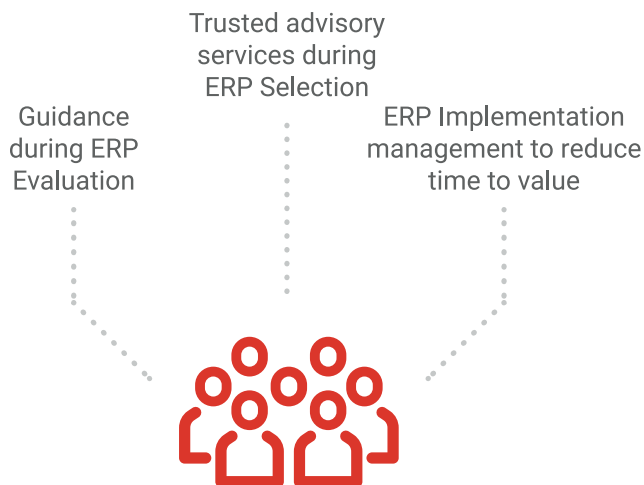 Trusted advisory
services during
ERP Selection
Guidance
during ERP
Evaluation
ERP Implementation
management to reduce
time to value